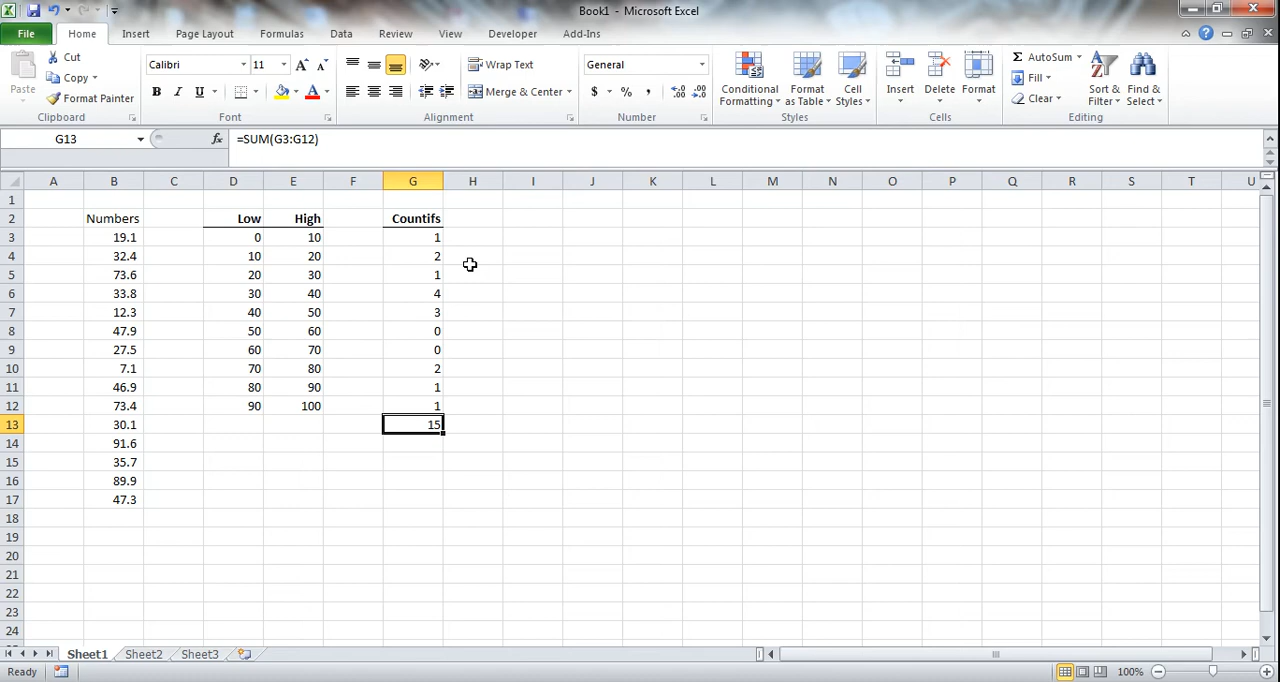 Book1 - Microsoft Excel
File Home Insert Page Layout Formulas Data Review View Developer Add-Ins
Paste
Cut
Copy
Format Painter
Clipboard
Calibri 11
A A
B I U A
Font
Wrap Text
Merge & Center
Alignment
General
$ % , .0 .00 .00 .0
Number
Conditional Formatting
Format as Table
Cell Styles
Styles
Insert Delete Format
Cells
Σ AutoSum
Fill
Clear
Sort & Filter
Find & Select
Editing
G13 fx =SUM(G3:G12)
A B C D E F G H I J K L M N O P Q R S T U
1
2 Numbers Low High Countifs
3 19.1 0 10 1
4 32.4 10 20 2
5 73.6 20 30 1
6 33.8 30 40 4
7 12.3 40 50 3
8 47.9 50 60 0
9 27.5 60 70 0
10 7.1 70 80 2
11 46.9 80 90 1
12 73.4 90 100 1
13 30.1 15
14 91.6
15 35.7
16 89.9
17 47.3
18
19
20
21
22
23
24
Sheet1 Sheet2 Sheet3
Ready 100%